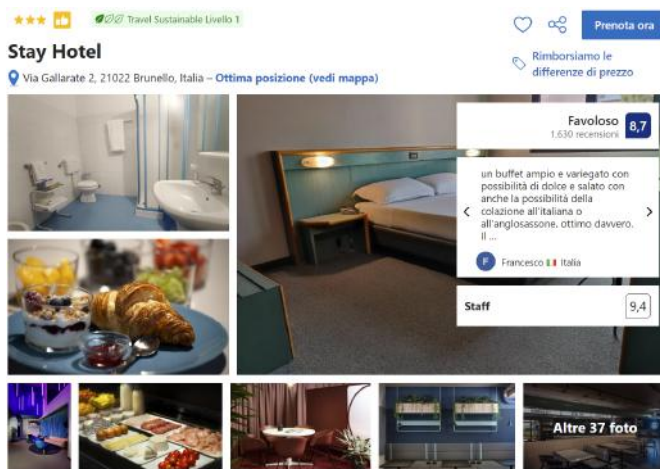 Travel Sustainable Livello 1
Prenota ora
Stay Hotel
Rimborsiamo le
differenze di prezzo
Via Gallarate 2, 21022 Brunello, Italia – Ottima posizione (vedi mappa)
Favoloso
8,7
1.630 recensioni
un buffet ampio e variegato con
possibilità di dolce e salato con
anche la possibilità della
colazione all'italiana o
all'anglosassone. ottimo davvero.
Il ...
F Francesco Italia
Staff
9,4
Altre 37 foto